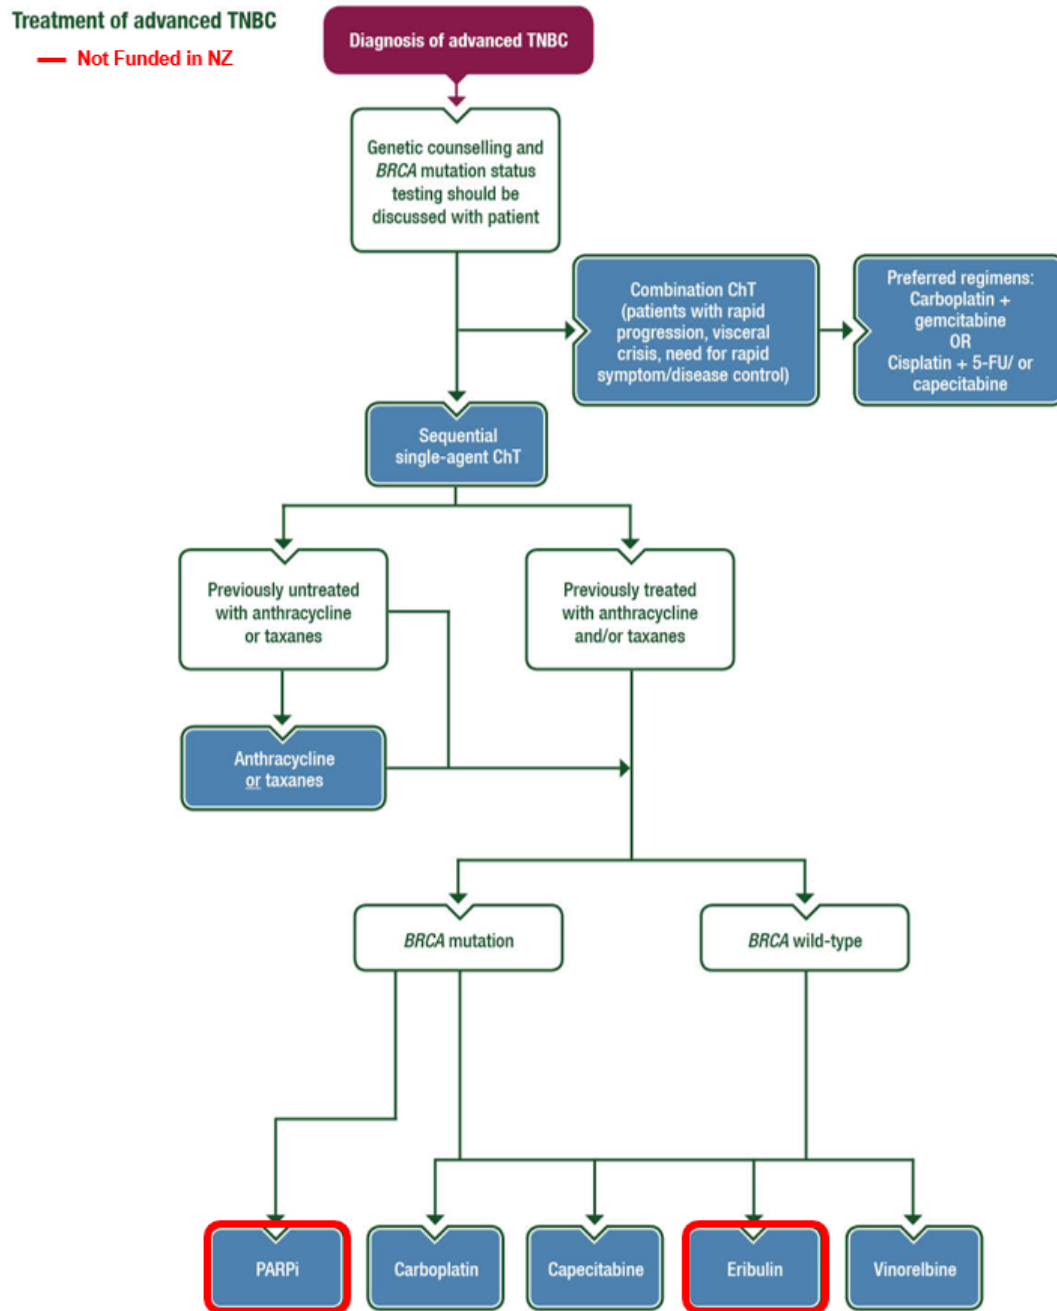 Treatment of advanced TNBC
Not Funded in NZ
Diagnosis of advanced TNBC
Genetic counselling and
BRCA mutation status
testing should be
discussed with patient
Combination ChT
(patients with rapid
progression, visceral
crisis, need for rapid
symptom/disease control)
Preferred regimens:
Carboplatin +
gemcitabine
OR
Cisplatin + 5-FU/ or
capecitabine
Sequential
single-agent ChT
Previously untreated
with anthracycline
or taxanes
Previously treated
with anthracycline
and/or taxanes
Anthracycline
or taxanes
BRCA mutation
BRCA wild-type
PARPi
Carboplatin
Capecitabine
Eribulin
Vinorelbine